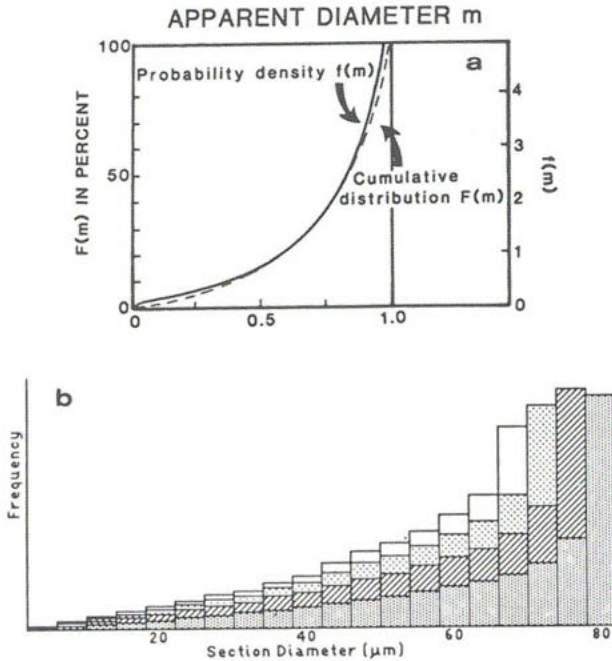 APPARENT DIAMETER m
a
100
50
0
F(m) IN PERCENT
Probability density f(m)
Cumulative
distribution F(m)
4
3
2
1
0
f(m)
0
0.5
1.0
b
Frequency
20
40
60
80
Section Diameter (μm)